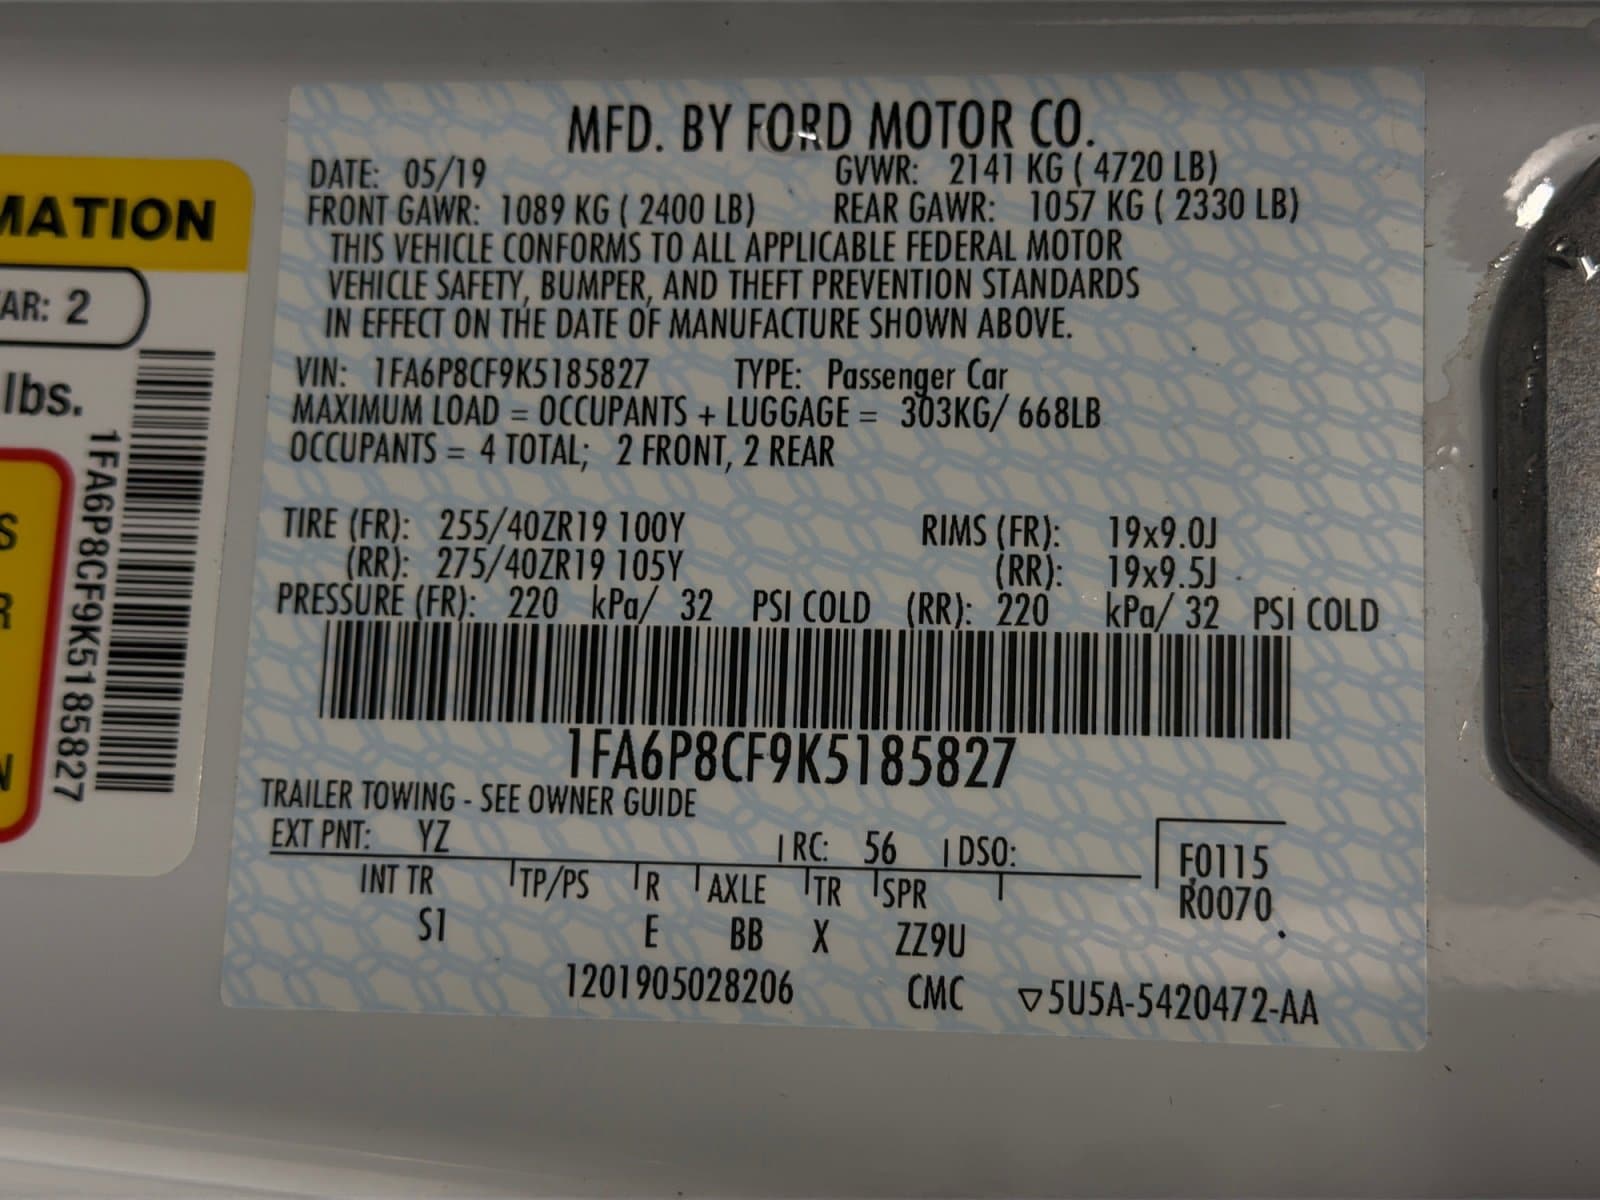 MATION
AR: 2
lbs.
S
R
N
1FA6P8CF9K5185827
MFD. BY FORD MOTOR CO.
DATE: 05/19 GVWR: 2141 KG ( 4720 LB)
FRONT GAWR: 1089 KG ( 2400 LB) REAR GAWR: 1057 KG ( 2330 LB)
THIS VEHICLE CONFORMS TO ALL APPLICABLE FEDERAL MOTOR
VEHICLE SAFETY, BUMPER, AND THEFT PREVENTION STANDARDS
IN EFFECT ON THE DATE OF MANUFACTURE SHOWN ABOVE.
VIN: 1FA6P8CF9K5185827 TYPE: Passenger Car
MAXIMUM LOAD = OCCUPANTS + LUGGAGE = 303KG/ 668LB
OCCUPANTS = 4 TOTAL; 2 FRONT, 2 REAR
TIRE (FR): 255/40ZR19 100Y RIMS (FR): 19x9.0J
(RR): 275/40ZR19 105Y (RR): 19x9.5J
PRESSURE (FR): 220 kPa/ 32 PSI COLD (RR): 220 kPa/ 32 PSI COLD
1FA6P8CF9K5185827
TRAILER TOWING - SEE OWNER GUIDE
EXT PNT: YZ RC: 56 DSO:
F0115
R0070
INT TR TP/PS R AXLE TR SPR
S1 E BB X ZZ9U
1201905028206 CMC ▽5U5A-5420472-AA